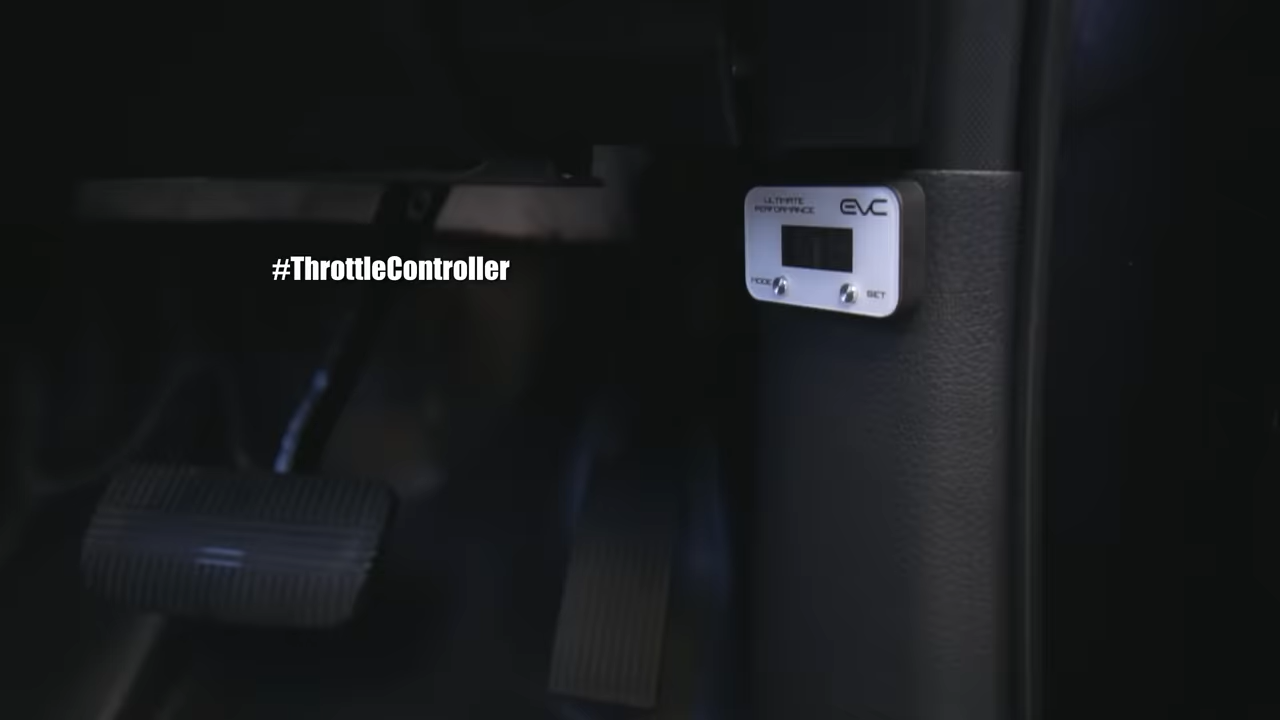 #ThrottleController
ULTIMATE
PERFORMANCE
EVC
MODE
SET